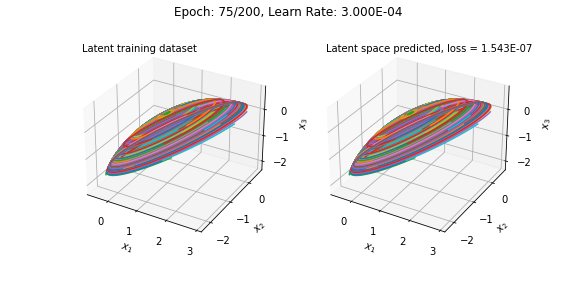 Epoch: 75/200, Learn Rate: 3.000E-04
Latent training dataset
Latent space predicted, loss = 1.543E-07
0
−1
−2
x₃
0
−1
−2
x₂
0
1
2
3
x₁
0
−1
−2
x₃
0
−1
−2
x₂
0
1
2
3
x₁